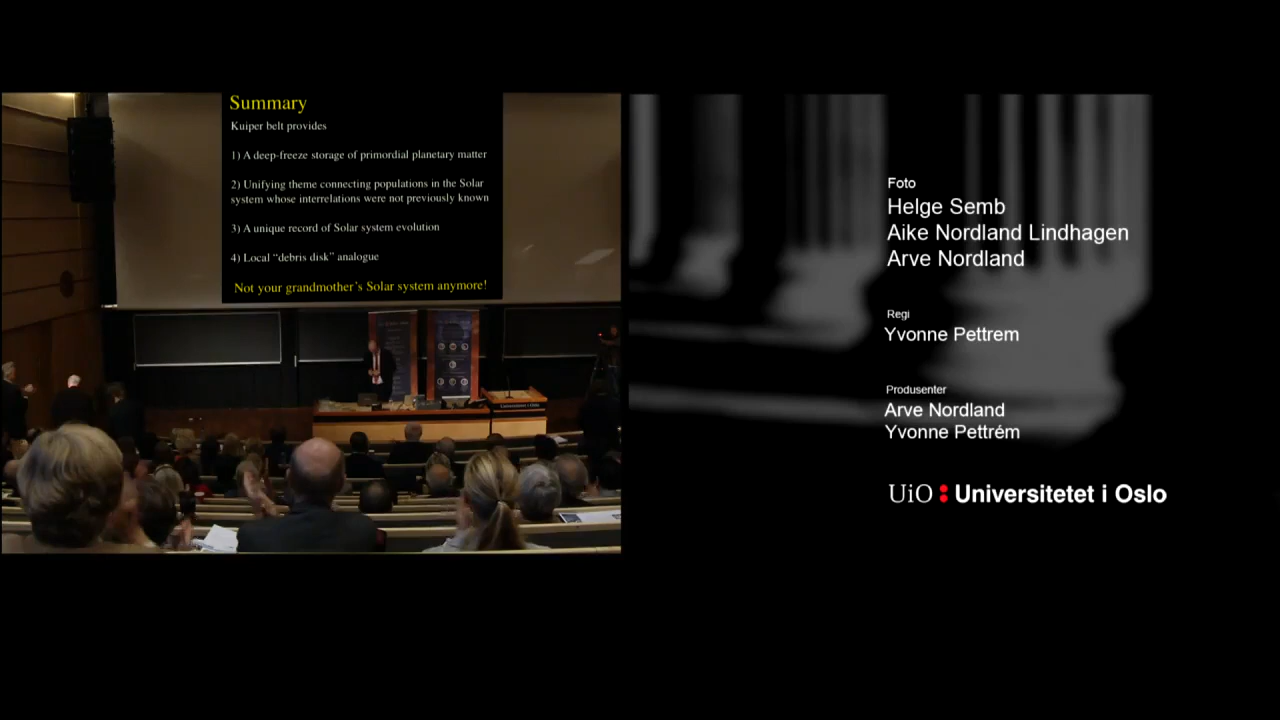 Summary
Kuiper belt provides
1) A deep-freeze storage of primordial planetary matter
2) Unifying theme connecting populations in the Solar
system whose interrelations were not previously known
3) A unique record of Solar system evolution
4) Local “debris disk” analogue
Not your grandmother’s Solar system anymore!
Foto
Helge Semb
Aike Nordland Lindhagen
Arve Nordland
Regi
Yvonne Pettrem
Produsenter
Arve Nordland
Yvonne Pettrém
UiO : Universitetet i Oslo